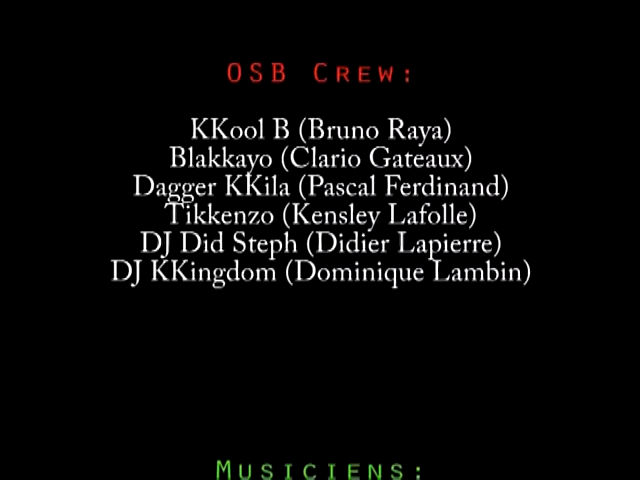 OSB Crew:
KKool B (Bruno Raya)
Blakkayo (Clario Gateaux)
Dagger KKila (Pascal Ferdinand)
Tikkenzo (Kensley Lafolle)
DJ Did Steph (Didier Lapierre)
DJ KKingdom (Dominique Lambin)
Musiciens: